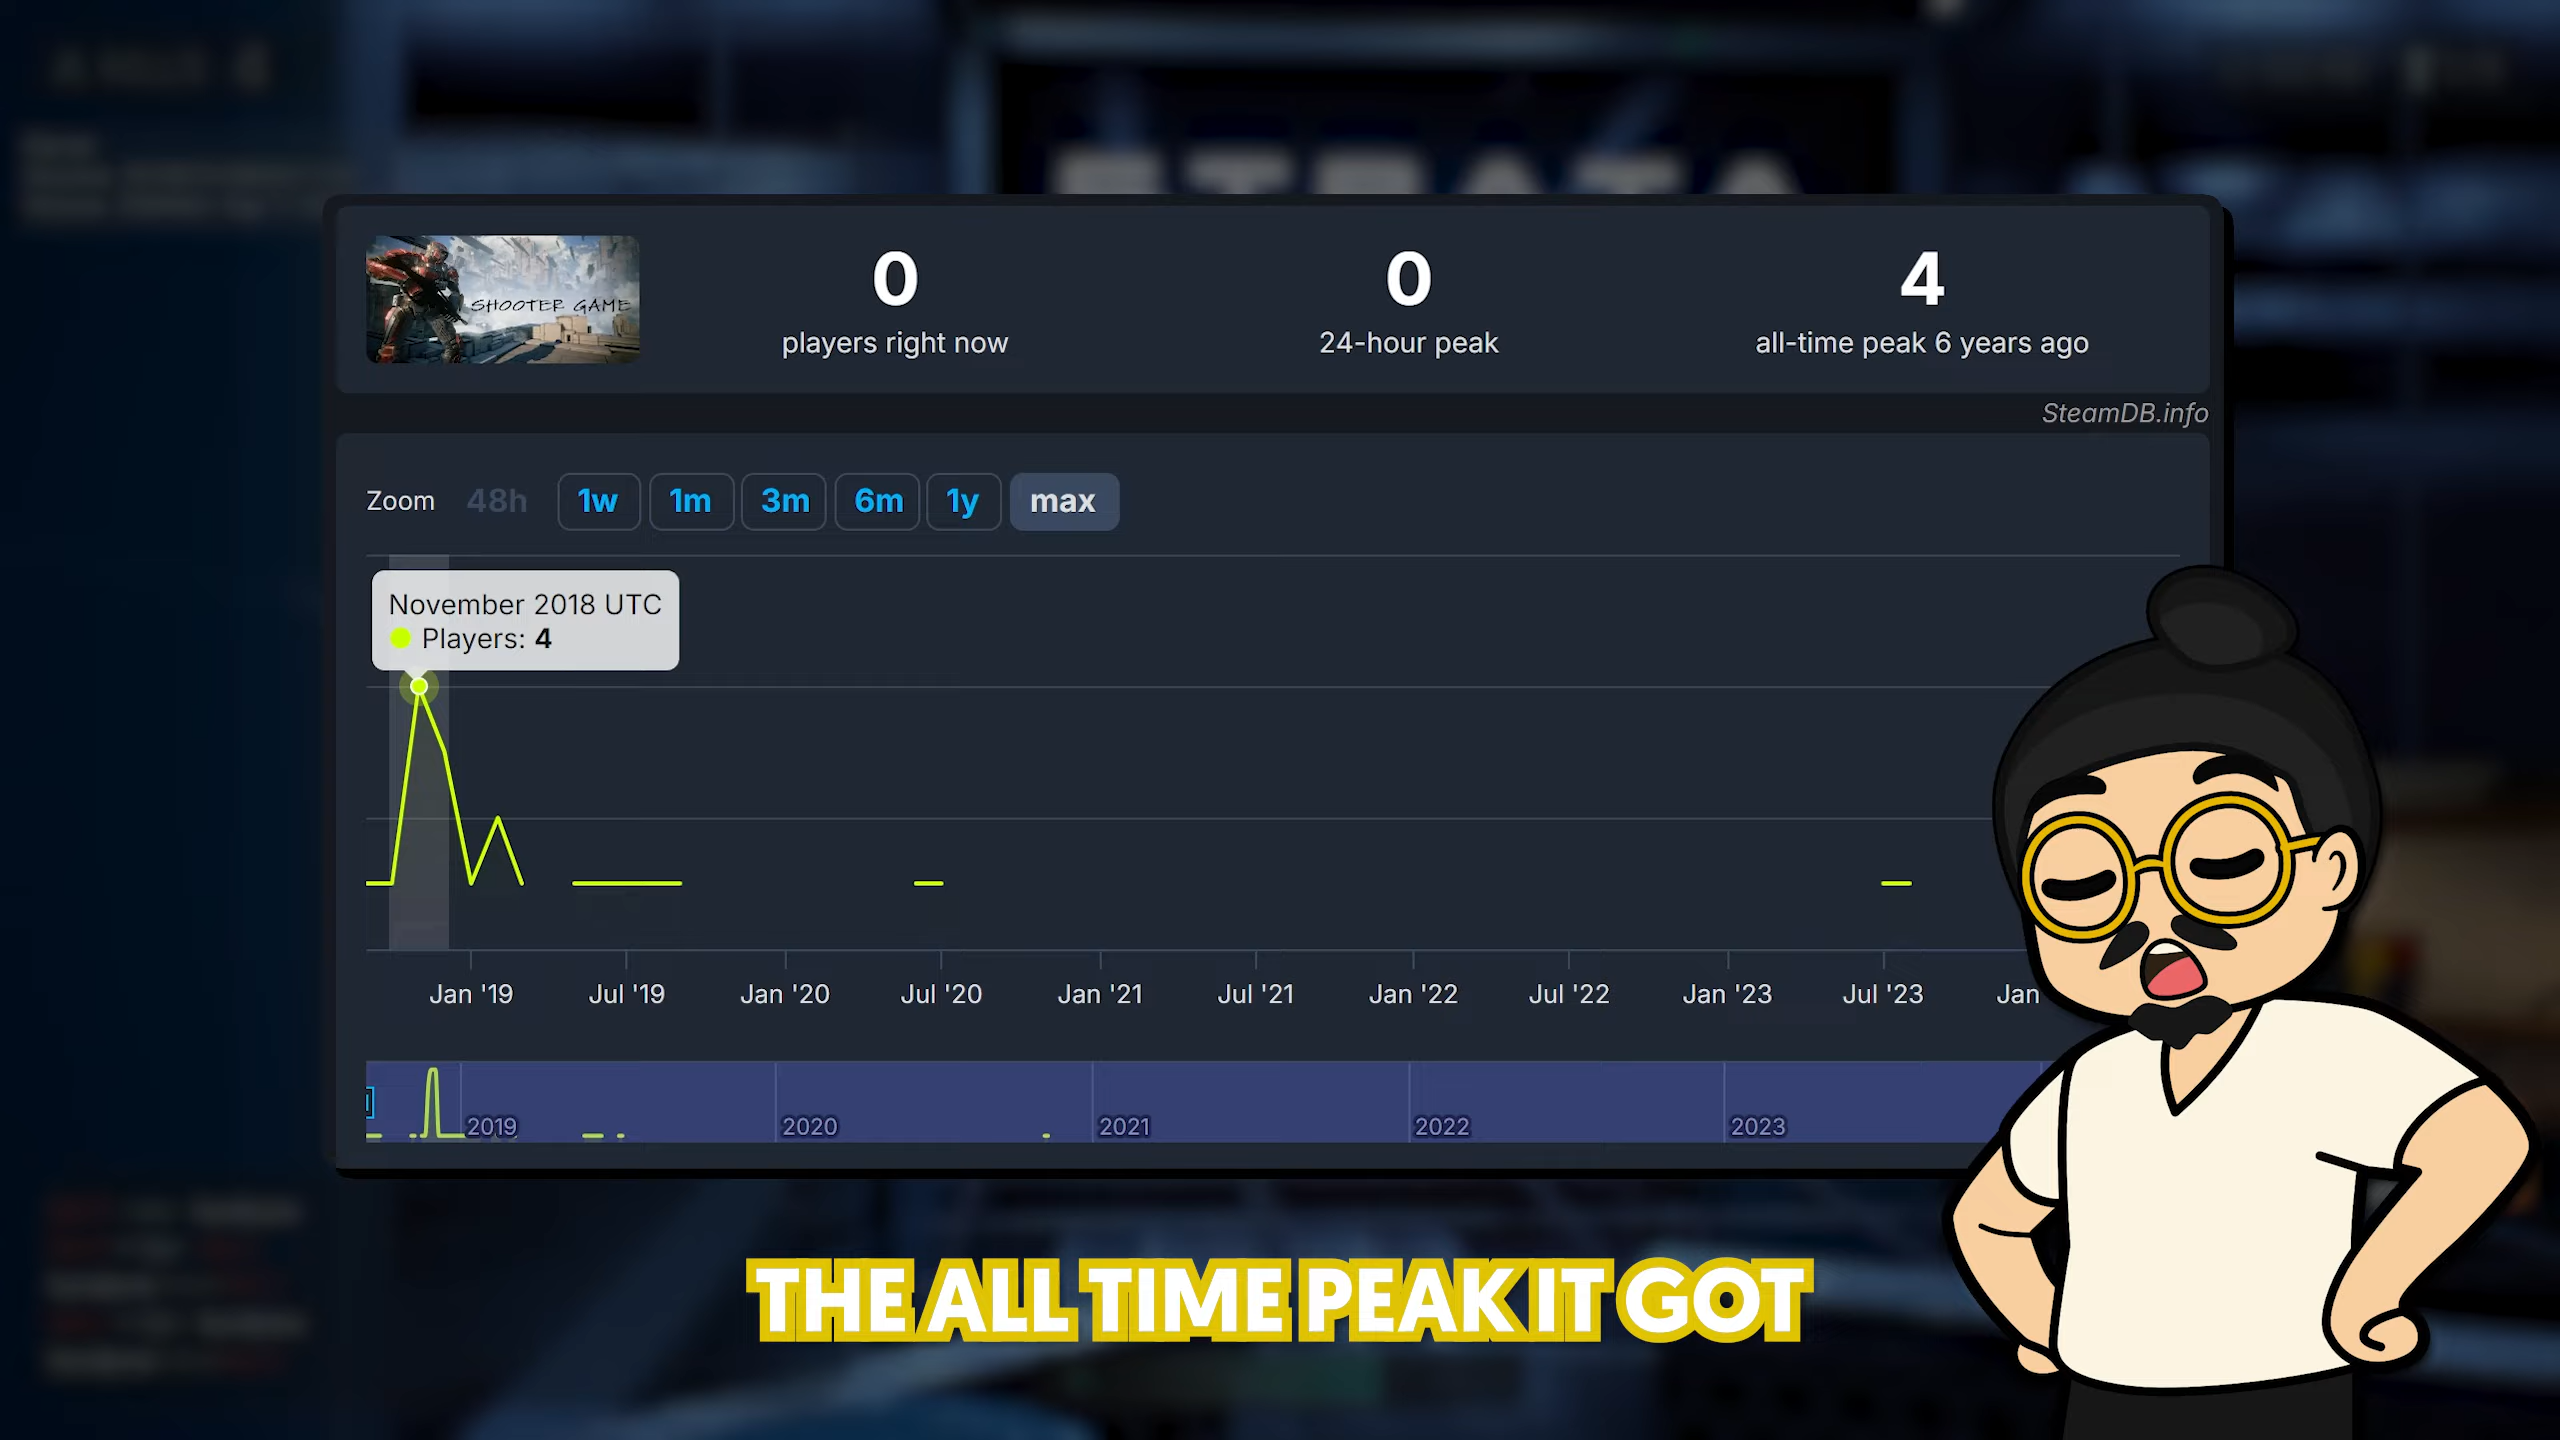 SHOOTER GAME
0
players right now
0
24-hour peak
4
all-time peak 6 years ago
SteamDB.info
Zoom 48h 1w 1m 3m 6m 1y max
November 2018 UTC
Players: 4
Jan '19 Jul '19 Jan '20 Jul '20 Jan '21 Jul '21 Jan '22 Jul '22 Jan '23 Jul '23 Jan
2019 2020 2021 2022 2023
THE ALL TIME PEAK IT GOT